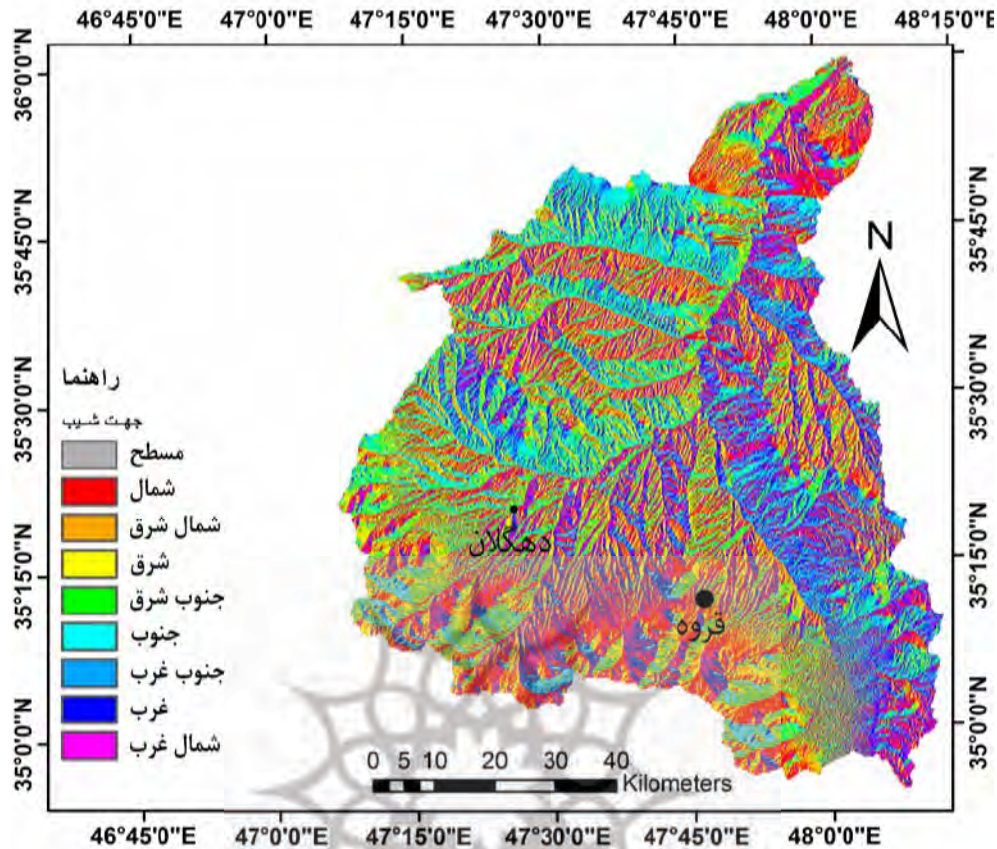 46°45'0"E 47°0'0"E 47°15'0"E 47°30'0"E 47°45'0"E 48°0'0"E 48°15'0"E
36°0'0"N
35°45'0"N
35°30'0"N
35°15'0"N
35°0'0"N
N
35°45'0"N
35°30'0"N
35°15'0"N
35°0'0"N
راهنما
جهت شیب
مسطح
شمال
شمال شرق
شرق
جنوب شرق
جنوب
جنوب غرب
غرب
شمال غرب
دهگلان
قروه
0 5 10 20 30 40
Kilometers
46°45'0"E 47°0'0"E 47°15'0"E 47°30'0"E 47°45'0"E 48°0'0"E